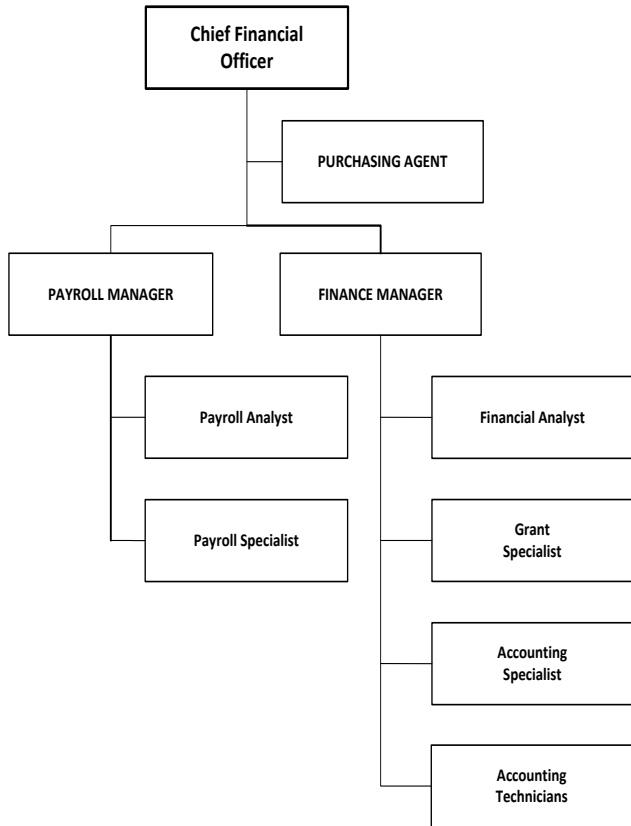 Chief Financial
Officer
PURCHASING AGENT
PAYROLL MANAGER
FINANCE MANAGER
Payroll Analyst
Financial Analyst
Payroll Specialist
Grant
Specialist
Accounting
Specialist
Accounting
Technicians